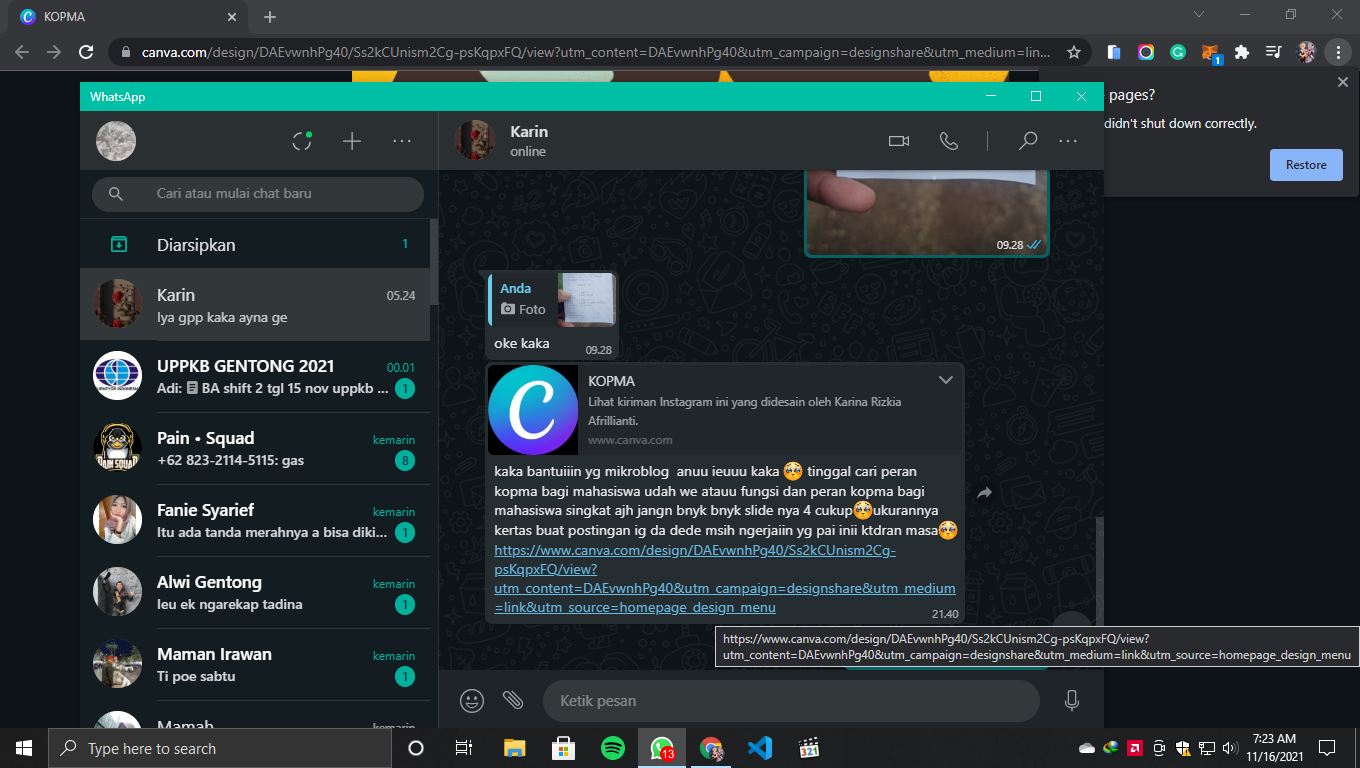 KOPMA
canva.com/design/DAEvwnhPg40/Ss2kCUnism2Cg-psKqpxFQ/view?utm_content=DAEvwnhPg40&utm_campaign=designshare&utm_medium=lin...
1
pages?
didn't shut down correctly.
Restore
WhatsApp
Cari atau mulai chat baru
Diarsipkan
1
Karin
05.24
Iya gpp kaka ayna ge
UPPKB GENTONG 2021
00.01
Adi: BA shift 2 tgl 15 nov uppkb ...
1
Pain • Squad
kemarin
+62 823-2114-5115: gas
8
Fanie Syarief
kemarin
Itu ada tanda merahnya a bisa diki...
1
Alwi Gentong
kemarin
Ieu ek ngarekap tadina
1
Maman Irawan
kemarin
Ti poe sabtu
1
Mamah
kemarin
Karin
online
09.28
Anda
Foto
oke kaka
09.28
KOPMA
Lihat kiriman Instagram ini yang didesain oleh Karina Rizkia
Afrillianti.
www.canva.com
kaka bantuiiin yg mikroblog anuu ieuuu kaka 🥺 tinggal cari peran
kopma bagi mahasiswa udah we atauu fungsi dan peran kopma bagi
mahasiswa singkat ajh jangn bnyk bnyk slide nya 4 cukup🥺ukurannya
kertas buat postingan ig da dede msih ngerjaiin yg pai inii ktdran masa🥺
https://www.canva.com/design/DAEvwnhPg40/Ss2kCUnism2Cg-
psKqpxFQ/view?
utm_content=DAEvwnhPg40&utm_campaign=designshare&utm_medium
=link&utm_source=homepage_design_menu
21.40
https://www.canva.com/design/DAEvwnhPg40/Ss2kCUnism2Cg-psKqpxFQ/view?
utm_content=DAEvwnhPg40&utm_campaign=designshare&utm_medium=link&utm_source=homepage_design_menu
Ketik pesan
Type here to search
13
321
7:23 AM
11/16/2021